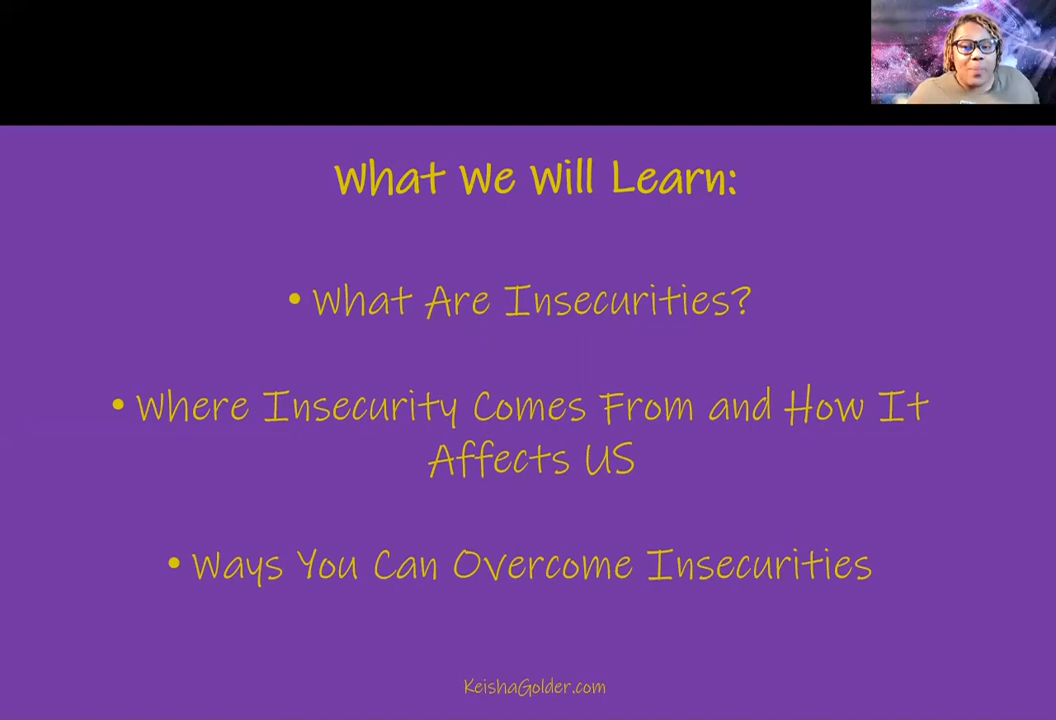 What We Will Learn:
• What Are Insecurities?
• Where Insecurity Comes From and How It
Affects US
• Ways You Can Overcome Insecurities
KeishaGolder.com